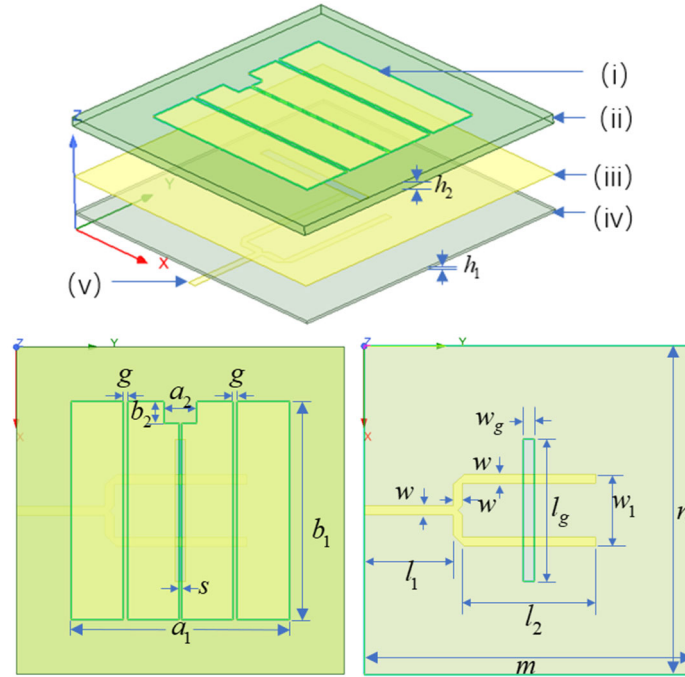 (i)
Z
(ii)
Y
h2
(iii)
(iv)
X
(v)
h1
Z Y
g a2 g
b2
X
b1
s
a1
Z Y
X
wg
w
w w
w1
lg
n
l1
l2
m